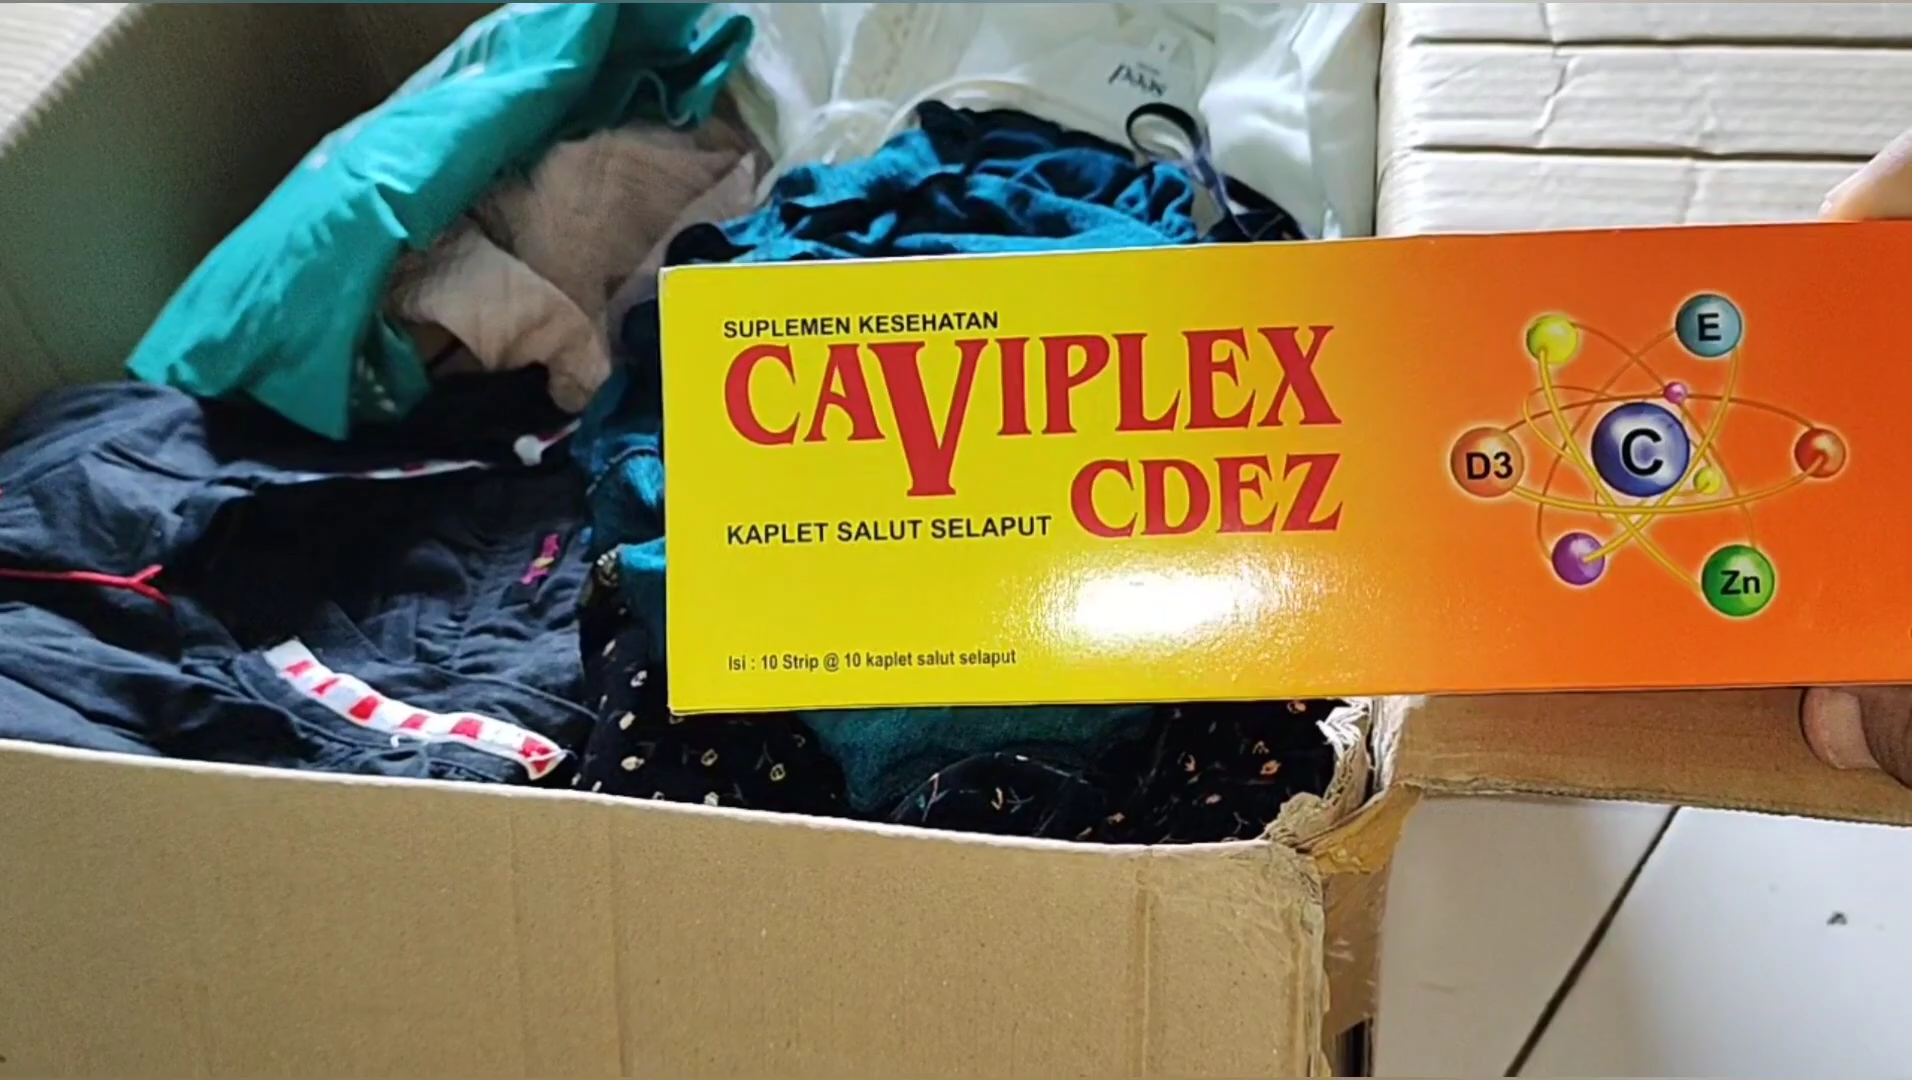 SUPLEMEN KESEHATAN
CAVIPLEX
CDEZ
KAPLET SALUT SELAPUT
Isi : 10 Strip @ 10 kaplet salut selaput
E
D3
C
Zn